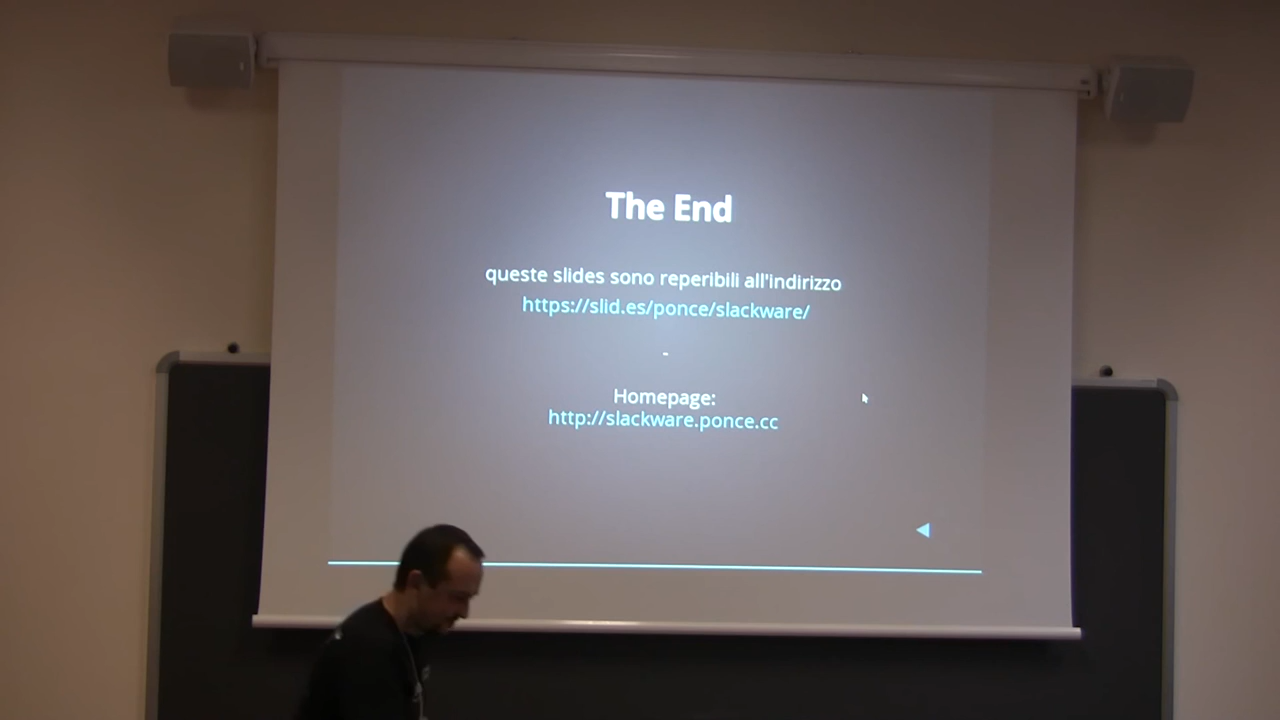 The End
queste slides sono reperibili all'indirizzo
https://slid.es/ponce/slackware/
-
Homepage:
http://slackware.ponce.cc